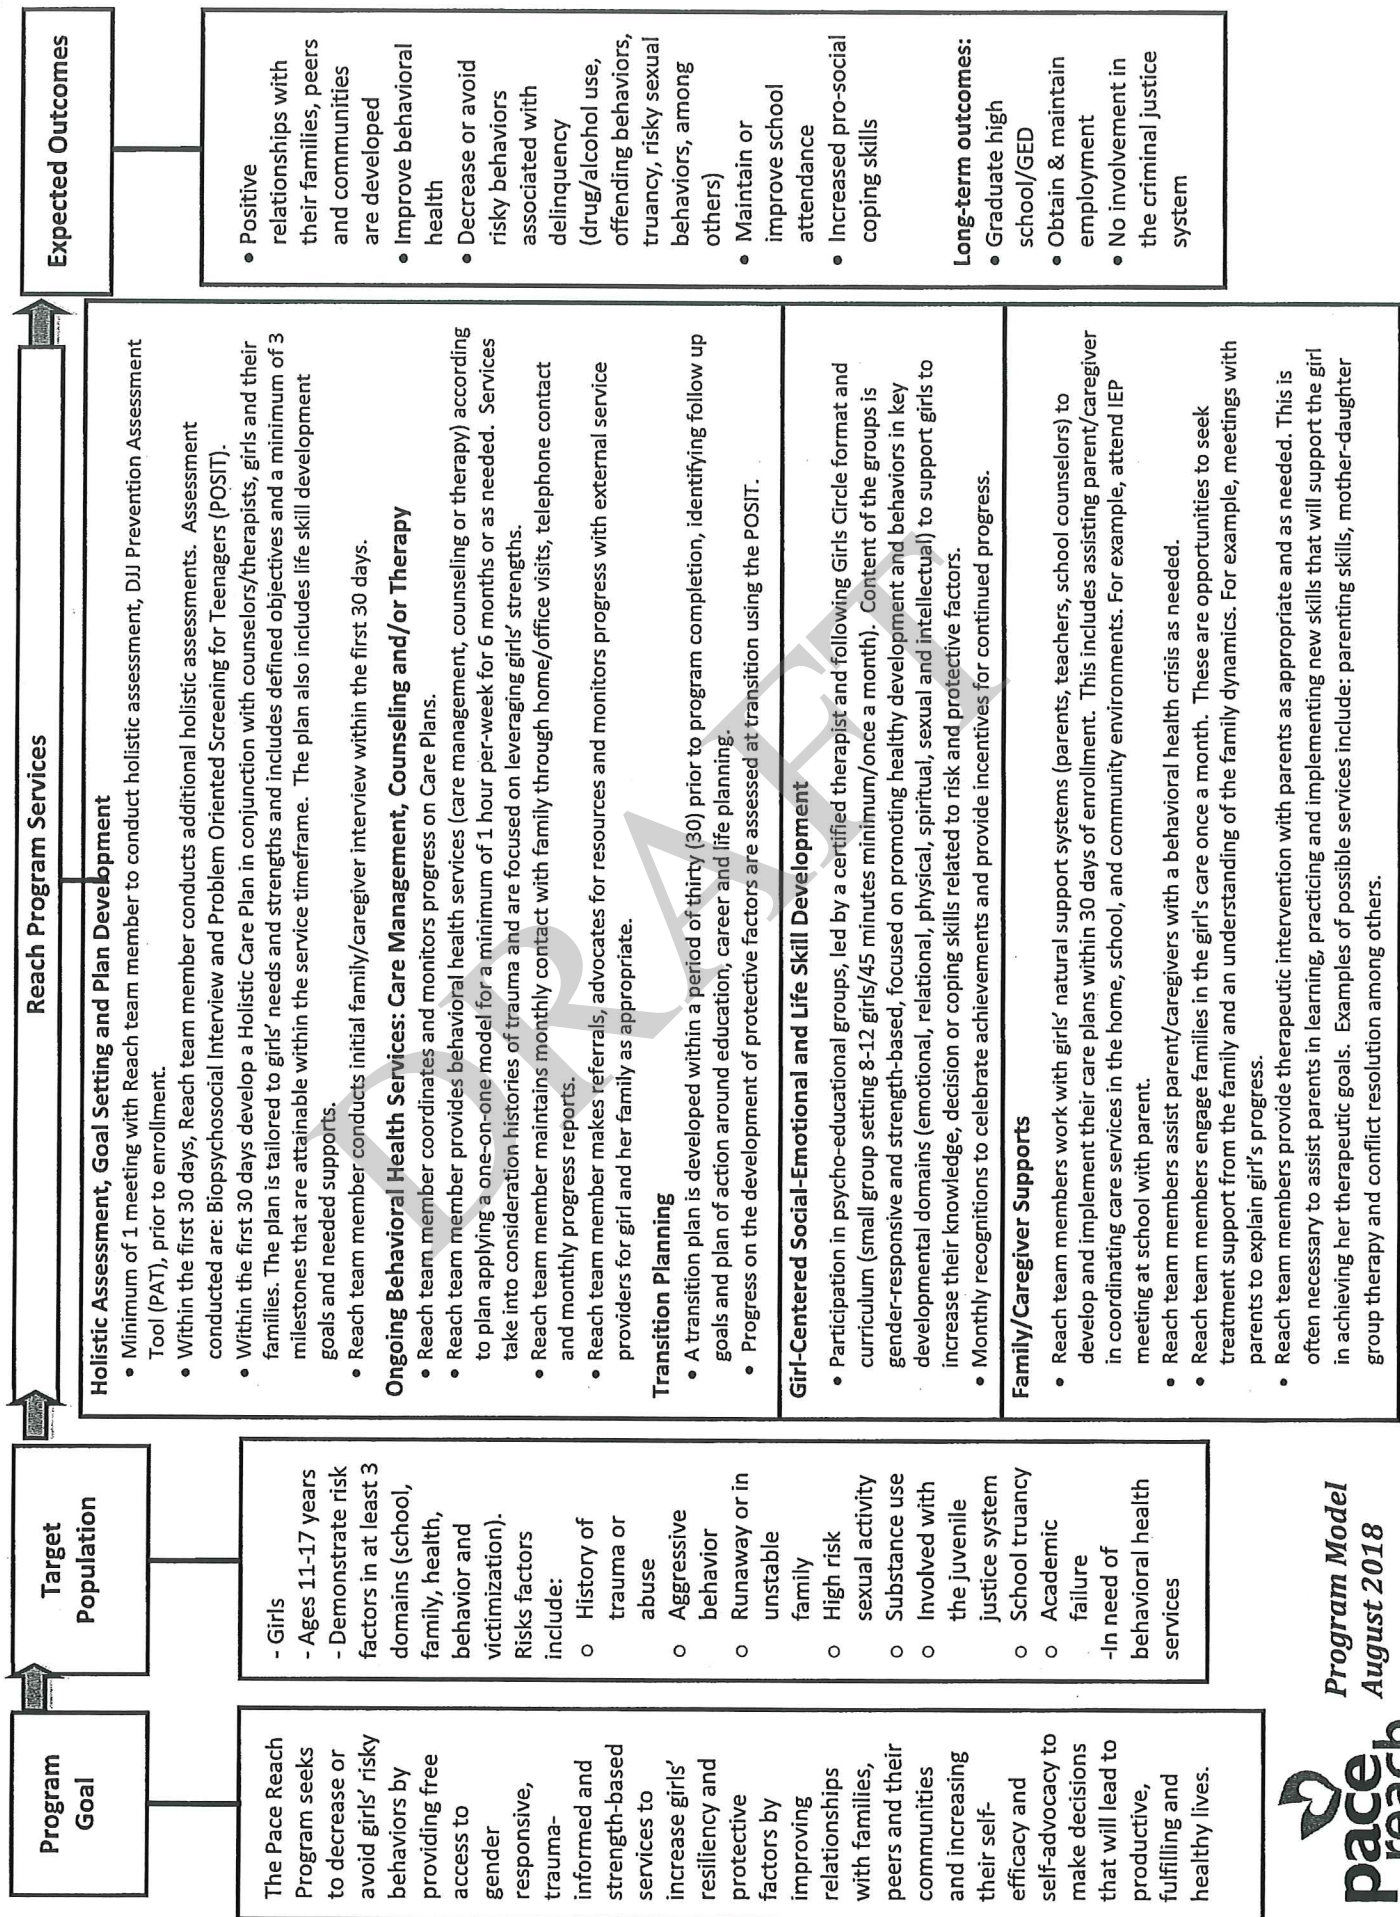 Program
Goal
The Pace Reach
Program seeks
to decrease or
avoid girls' risky
behaviors by
providing free
access to
gender
responsive,
trauma-
informed and
strength-based
services to
increase girls'
resiliency and
protective
factors by
improving
relationships
with families,
peers and their
communities
and increasing
their self-
efficacy and
self-advocacy to
make decisions
that will lead to
productive,
fulfilling and
healthy lives.
Target
Population
- Girls
- Ages 11-17 years
- Demonstrate risk
factors in at least 3
domains (school,
family, health,
behavior and
victimization).
Risks factors
include:
o History of
trauma or
abuse
o Aggressive
behavior
o Runaway or in
unstable
family
o High risk
sexual activity
o Substance use
o Involved with
the juvenile
justice system
o School truancy
o Academic
failure
-In need of
behavioral health
services
Reach Program Services
Holistic Assessment, Goal Setting and Plan Development
• Minimum of 1 meeting with Reach team member to conduct holistic assessment, DJJ Prevention Assessment
Tool (PAT), prior to enrollment.
• Within the first 30 days, Reach team member conducts additional holistic assessments. Assessment
conducted are: Biopsychosocial Interview and Problem Oriented Screening for Teenagers (POSIT).
• Within the first 30 days develop a Holistic Care Plan in conjunction with counselors/therapists, girls and their
families. The plan is tailored to girls' needs and strengths and includes defined objectives and a minimum of 3
milestones that are attainable within the service timeframe. The plan also includes life skill development
goals and needed supports.
• Reach team member conducts initial family/caregiver interview within the first 30 days.
Ongoing Behavioral Health Services: Care Management, Counseling and/or Therapy
• Reach team member coordinates and monitors progress on Care Plans.
• Reach team member provides behavioral health services (care management, counseling or therapy) according
to plan applying a one-on-one model for a minimum of 1 hour per-week for 6 months or as needed. Services
take into consideration histories of trauma and are focused on leveraging girls' strengths.
• Reach team member maintains monthly contact with family through home/office visits, telephone contact
and monthly progress reports.
• Reach team member makes referrals, advocates for resources and monitors progress with external service
providers for girl and her family as appropriate.
Transition Planning
• A transition plan is developed within a period of thirty (30) prior to program completion, identifying follow up
goals and plan of action around education, career and life planning.
• Progress on the development of protective factors are assessed at transition using the POSIT.
Girl-Centered Social-Emotional and Life Skill Development
• Participation in psycho-educational groups, led by a certified therapist and following Girls Circle format and
curriculum (small group setting 8-12 girls/45 minutes minimum/once a month). Content of the groups is
gender-responsive and strength-based, focused on promoting healthy development and behaviors in key
developmental domains (emotional, relational, physical, spiritual, sexual and intellectual) to support girls to
increase their knowledge, decision or coping skills related to risk and protective factors.
• Monthly recognitions to celebrate achievements and provide incentives for continued progress.
Family/Caregiver Supports
• Reach team members work with girls' natural support systems (parents, teachers, school counselors) to
develop and implement their care plans within 30 days of enrollment. This includes assisting parent/caregiver
in coordinating care services in the home, school, and community environments. For example, attend IEP
meeting at school with parent.
• Reach team members assist parent/caregivers with a behavioral health crisis as needed.
• Reach team members engage families in the girl's care once a month. These are opportunities to seek
treatment support from the family and an understanding of the family dynamics. For example, meetings with
parents to explain girl's progress.
• Reach team members provide therapeutic intervention with parents as appropriate and as needed. This is
often necessary to assist parents in learning, practicing and implementing new skills that will support the girl
in achieving her therapeutic goals. Examples of possible services include: parenting skills, mother-daughter
group therapy and conflict resolution among others.
Expected Outcomes
• Positive
relationships with
their families, peers
and communities
are developed
• Improve behavioral
health
• Decrease or avoid
risky behaviors
associated with
delinquency
(drug/alcohol use,
offending behaviors,
truancy, risky sexual
behaviors, among
others)
• Maintain or
improve school
attendance
• Increased pro-social
coping skills
Long-term outcomes:
• Graduate high
school/GED
• Obtain & maintain
employment
• No involvement in
the criminal justice
system
DRAFT
pace
reach
Program Model
August 2018